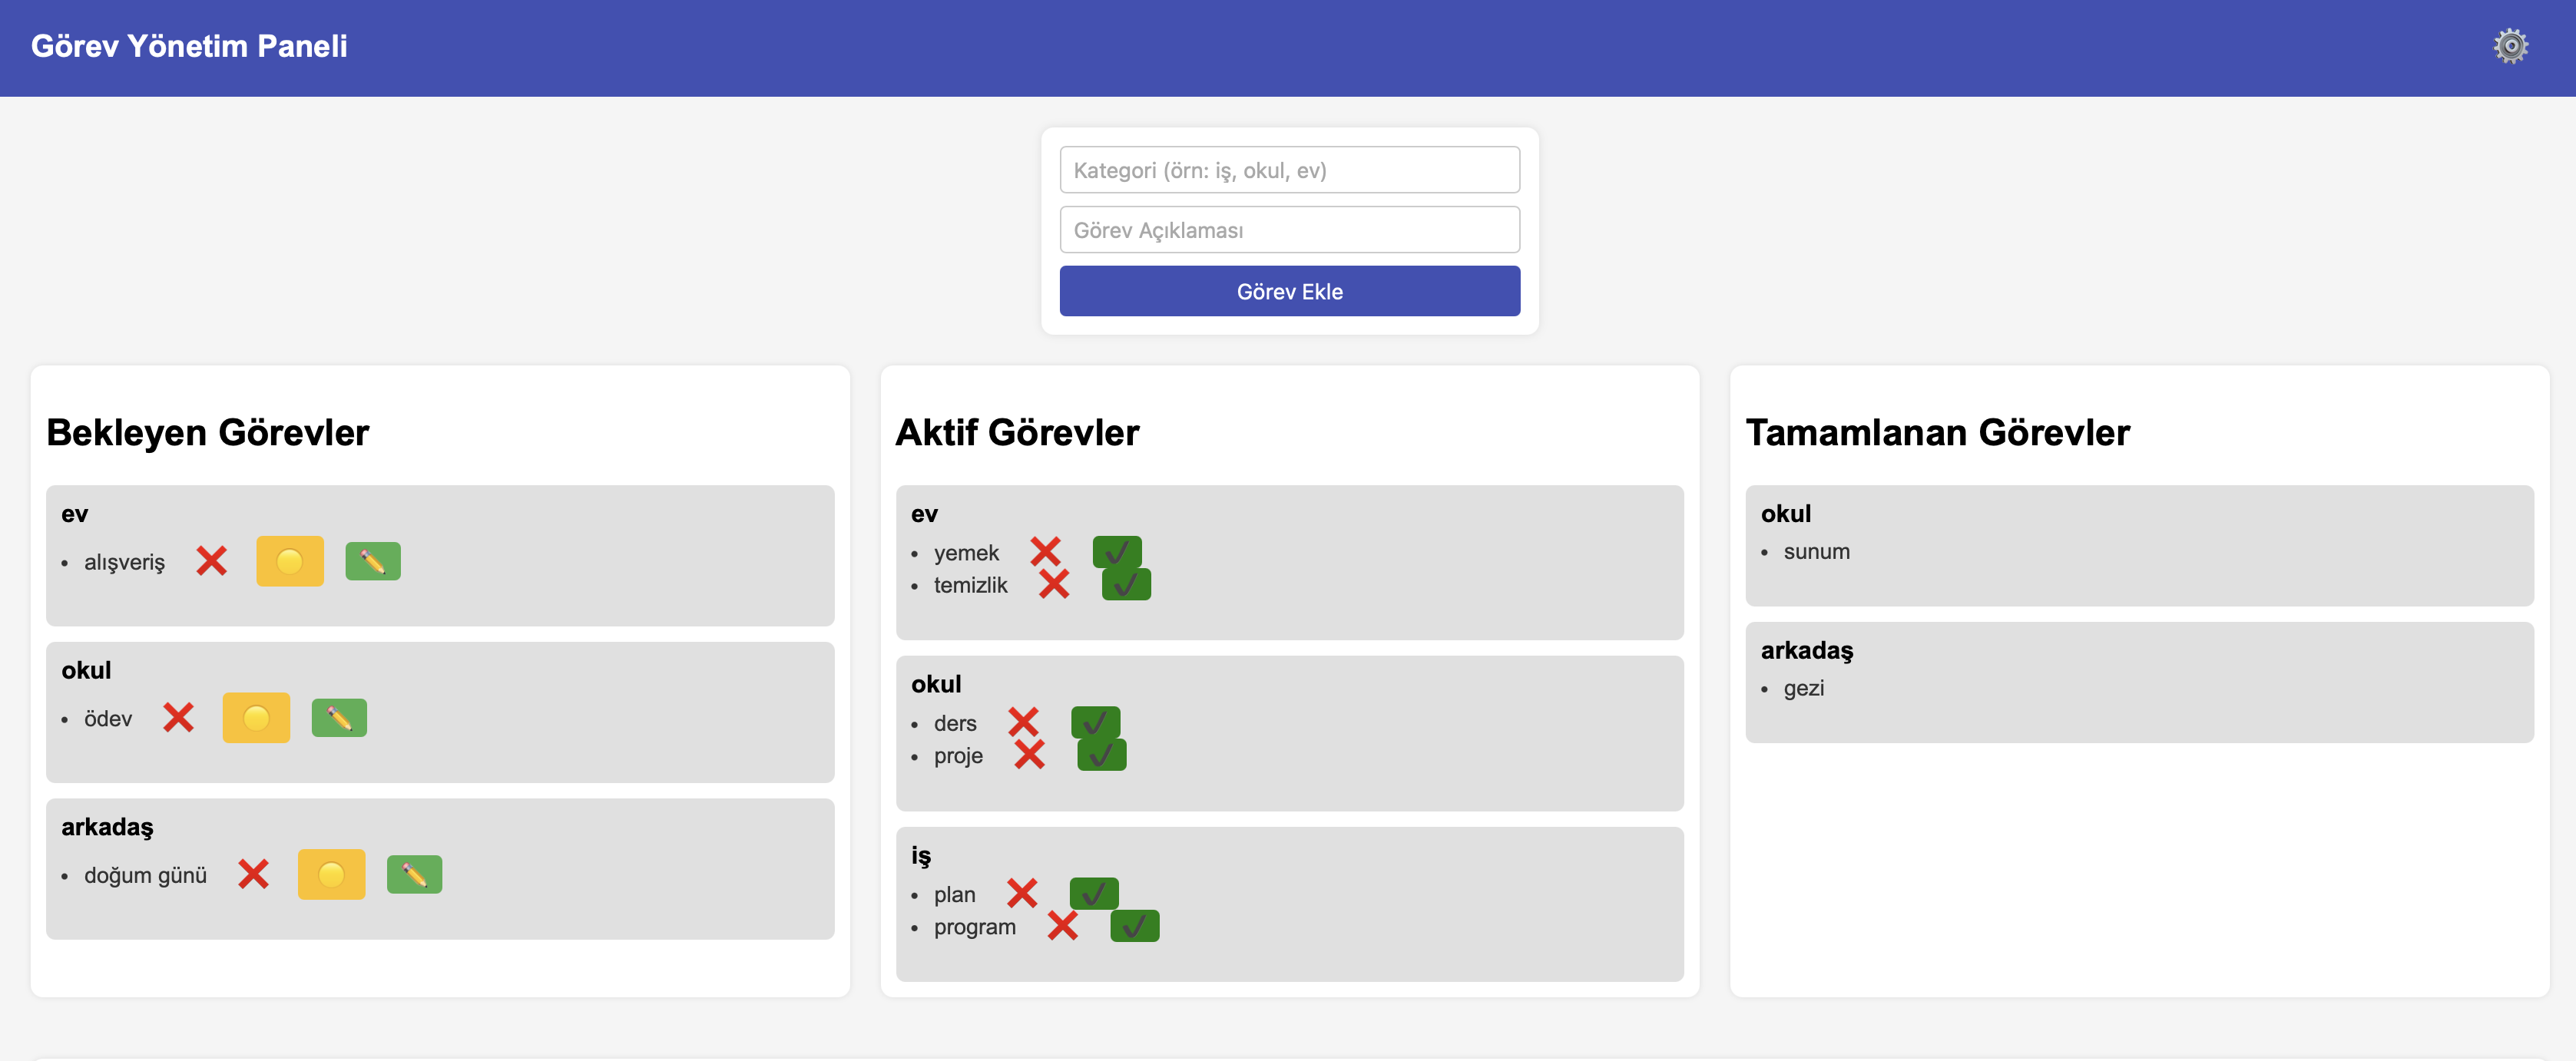 Görev Yönetim Paneli
Kategori (örn: iş, okul, ev)
Görev Açıklaması
Görev Ekle
Bekleyen Görevler
ev
alışveriş
okul
ödev
arkadaş
doğum günü
Aktif Görevler
ev
yemek
temizlik
okul
ders
proje
iş
plan
program
Tamamlanan Görevler
okul
sunum
arkadaş
gezi